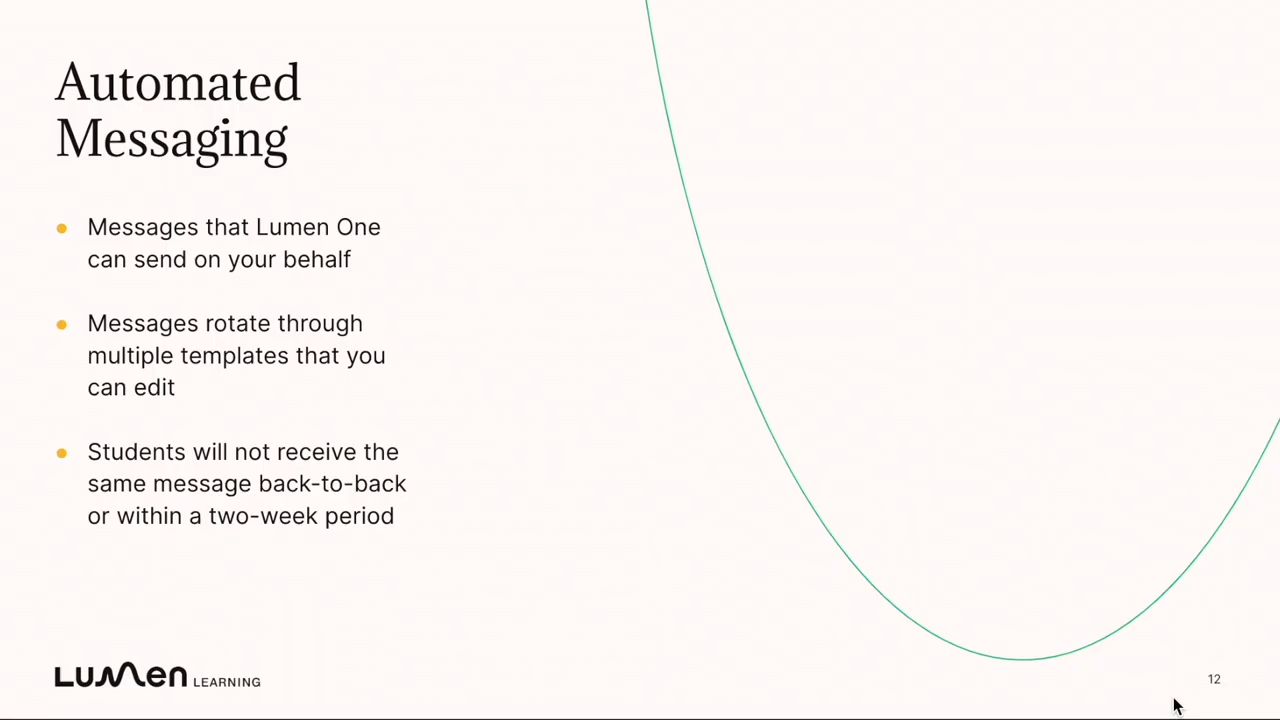 Automated
Messaging
Messages that Lumen One
can send on your behalf
Messages rotate through
multiple templates that you
can edit
Students will not receive the
same message back-to-back
or within a two-week period
Lumen LEARNING
12